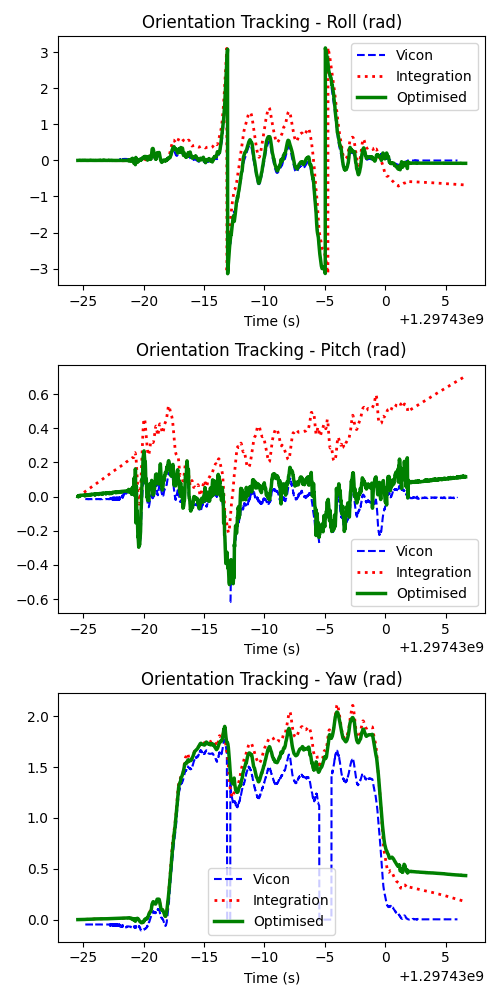 Orientation Tracking - Roll (rad)
3
2
1
0
−1
−2
−3
Vicon
Integration
Optimised
−25 −20 −15 −10 −5 0 5
Time (s)
+1.29743e9
Orientation Tracking - Pitch (rad)
0.6
0.4
0.2
0.0
−0.2
−0.4
−0.6
Vicon
Integration
Optimised
−25 −20 −15 −10 −5 0 5
Time (s)
+1.29743e9
Orientation Tracking - Yaw (rad)
2.0
1.5
1.0
0.5
0.0
Vicon
Integration
Optimised
−25 −20 −15 −10 −5 0 5
Time (s)
+1.29743e9